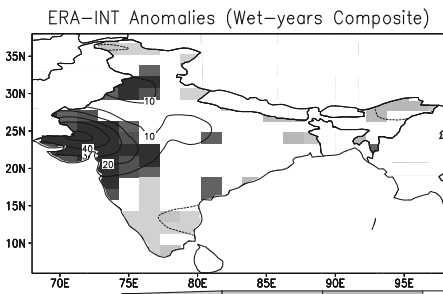 ERA-INT Anomalies (Wet-years Composite)
35N
30N
10
25N
10
40
20N
20
15N
10N
70E 75E 80E 85E 90E 95E